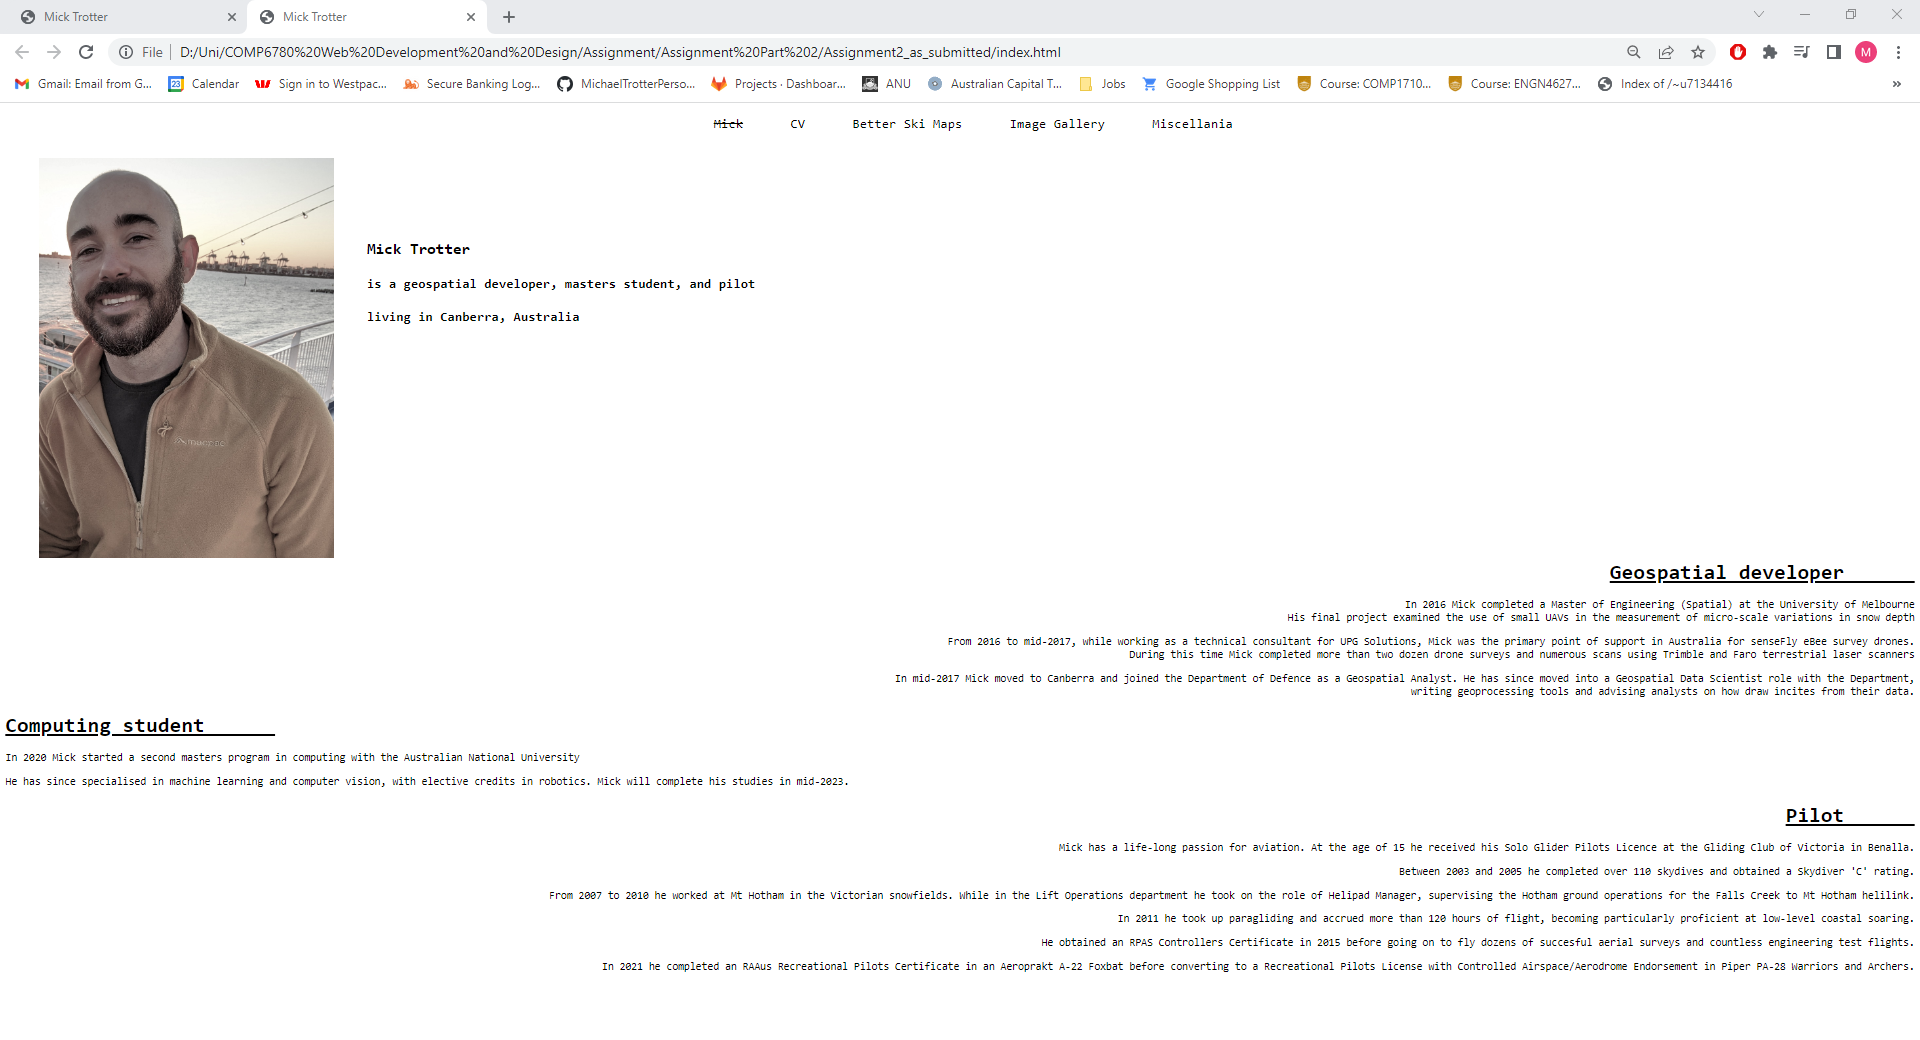 Mick Trotter
Mick Trotter
File
D:/Uni/COMP6780%20Web%20Development%20and%20Design/Assignment/Assignment%20Part%202/Assignment2_as_submitted/index.html
M
Gmail: Email from G...
23
Calendar
Sign in to Westpac...
Secure Banking Log...
MichaelTrotterPerso...
Projects · Dashboar...
ANU
Australian Capital T...
Jobs
Google Shopping List
Course: COMP1710...
Course: ENGN4627...
Index of /~u7134416
»
Mick
CV
Better Ski Maps
Image Gallery
Miscellania
Mick Trotter
is a geospatial developer, masters student, and pilot
living in Canberra, Australia
Geospatial developer
In 2016 Mick completed a Master of Engineering (Spatial) at the University of Melbourne
His final project examined the use of small UAVs in the measurement of micro-scale variations in snow depth
From 2016 to mid-2017, while working as a technical consultant for UPG Solutions, Mick was the primary point of support in Australia for senseFly eBee survey drones.
During this time Mick completed more than two dozen drone surveys and numerous scans using Trimble and Faro terrestrial laser scanners
In mid-2017 Mick moved to Canberra and joined the Department of Defence as a Geospatial Analyst. He has since moved into a Geospatial Data Scientist role with the Department,
writing geoprocessing tools and advising analysts on how draw incites from their data.
Computing student
In 2020 Mick started a second masters program in computing with the Australian National University
He has since specialised in machine learning and computer vision, with elective credits in robotics. Mick will complete his studies in mid-2023.
Pilot
Mick has a life-long passion for aviation. At the age of 15 he received his Solo Glider Pilots Licence at the Gliding Club of Victoria in Benalla.
Between 2003 and 2005 he completed over 110 skydives and obtained a Skydiver 'C' rating.
From 2007 to 2010 he worked at Mt Hotham in the Victorian snowfields. While in the Lift Operations department he took on the role of Helipad Manager, supervising the Hotham ground operations for the Falls Creek to Mt Hotham helilink.
In 2011 he took up paragliding and accrued more than 120 hours of flight, becoming particularly proficient at low-level coastal soaring.
He obtained an RPAS Controllers Certificate in 2015 before going on to fly dozens of succesful aerial surveys and countless engineering test flights.
In 2021 he completed an RAAus Recreational Pilots Certificate in an Aeroprakt A-22 Foxbat before converting to a Recreational Pilots License with Controlled Airspace/Aerodrome Endorsement in Piper PA-28 Warriors and Archers.